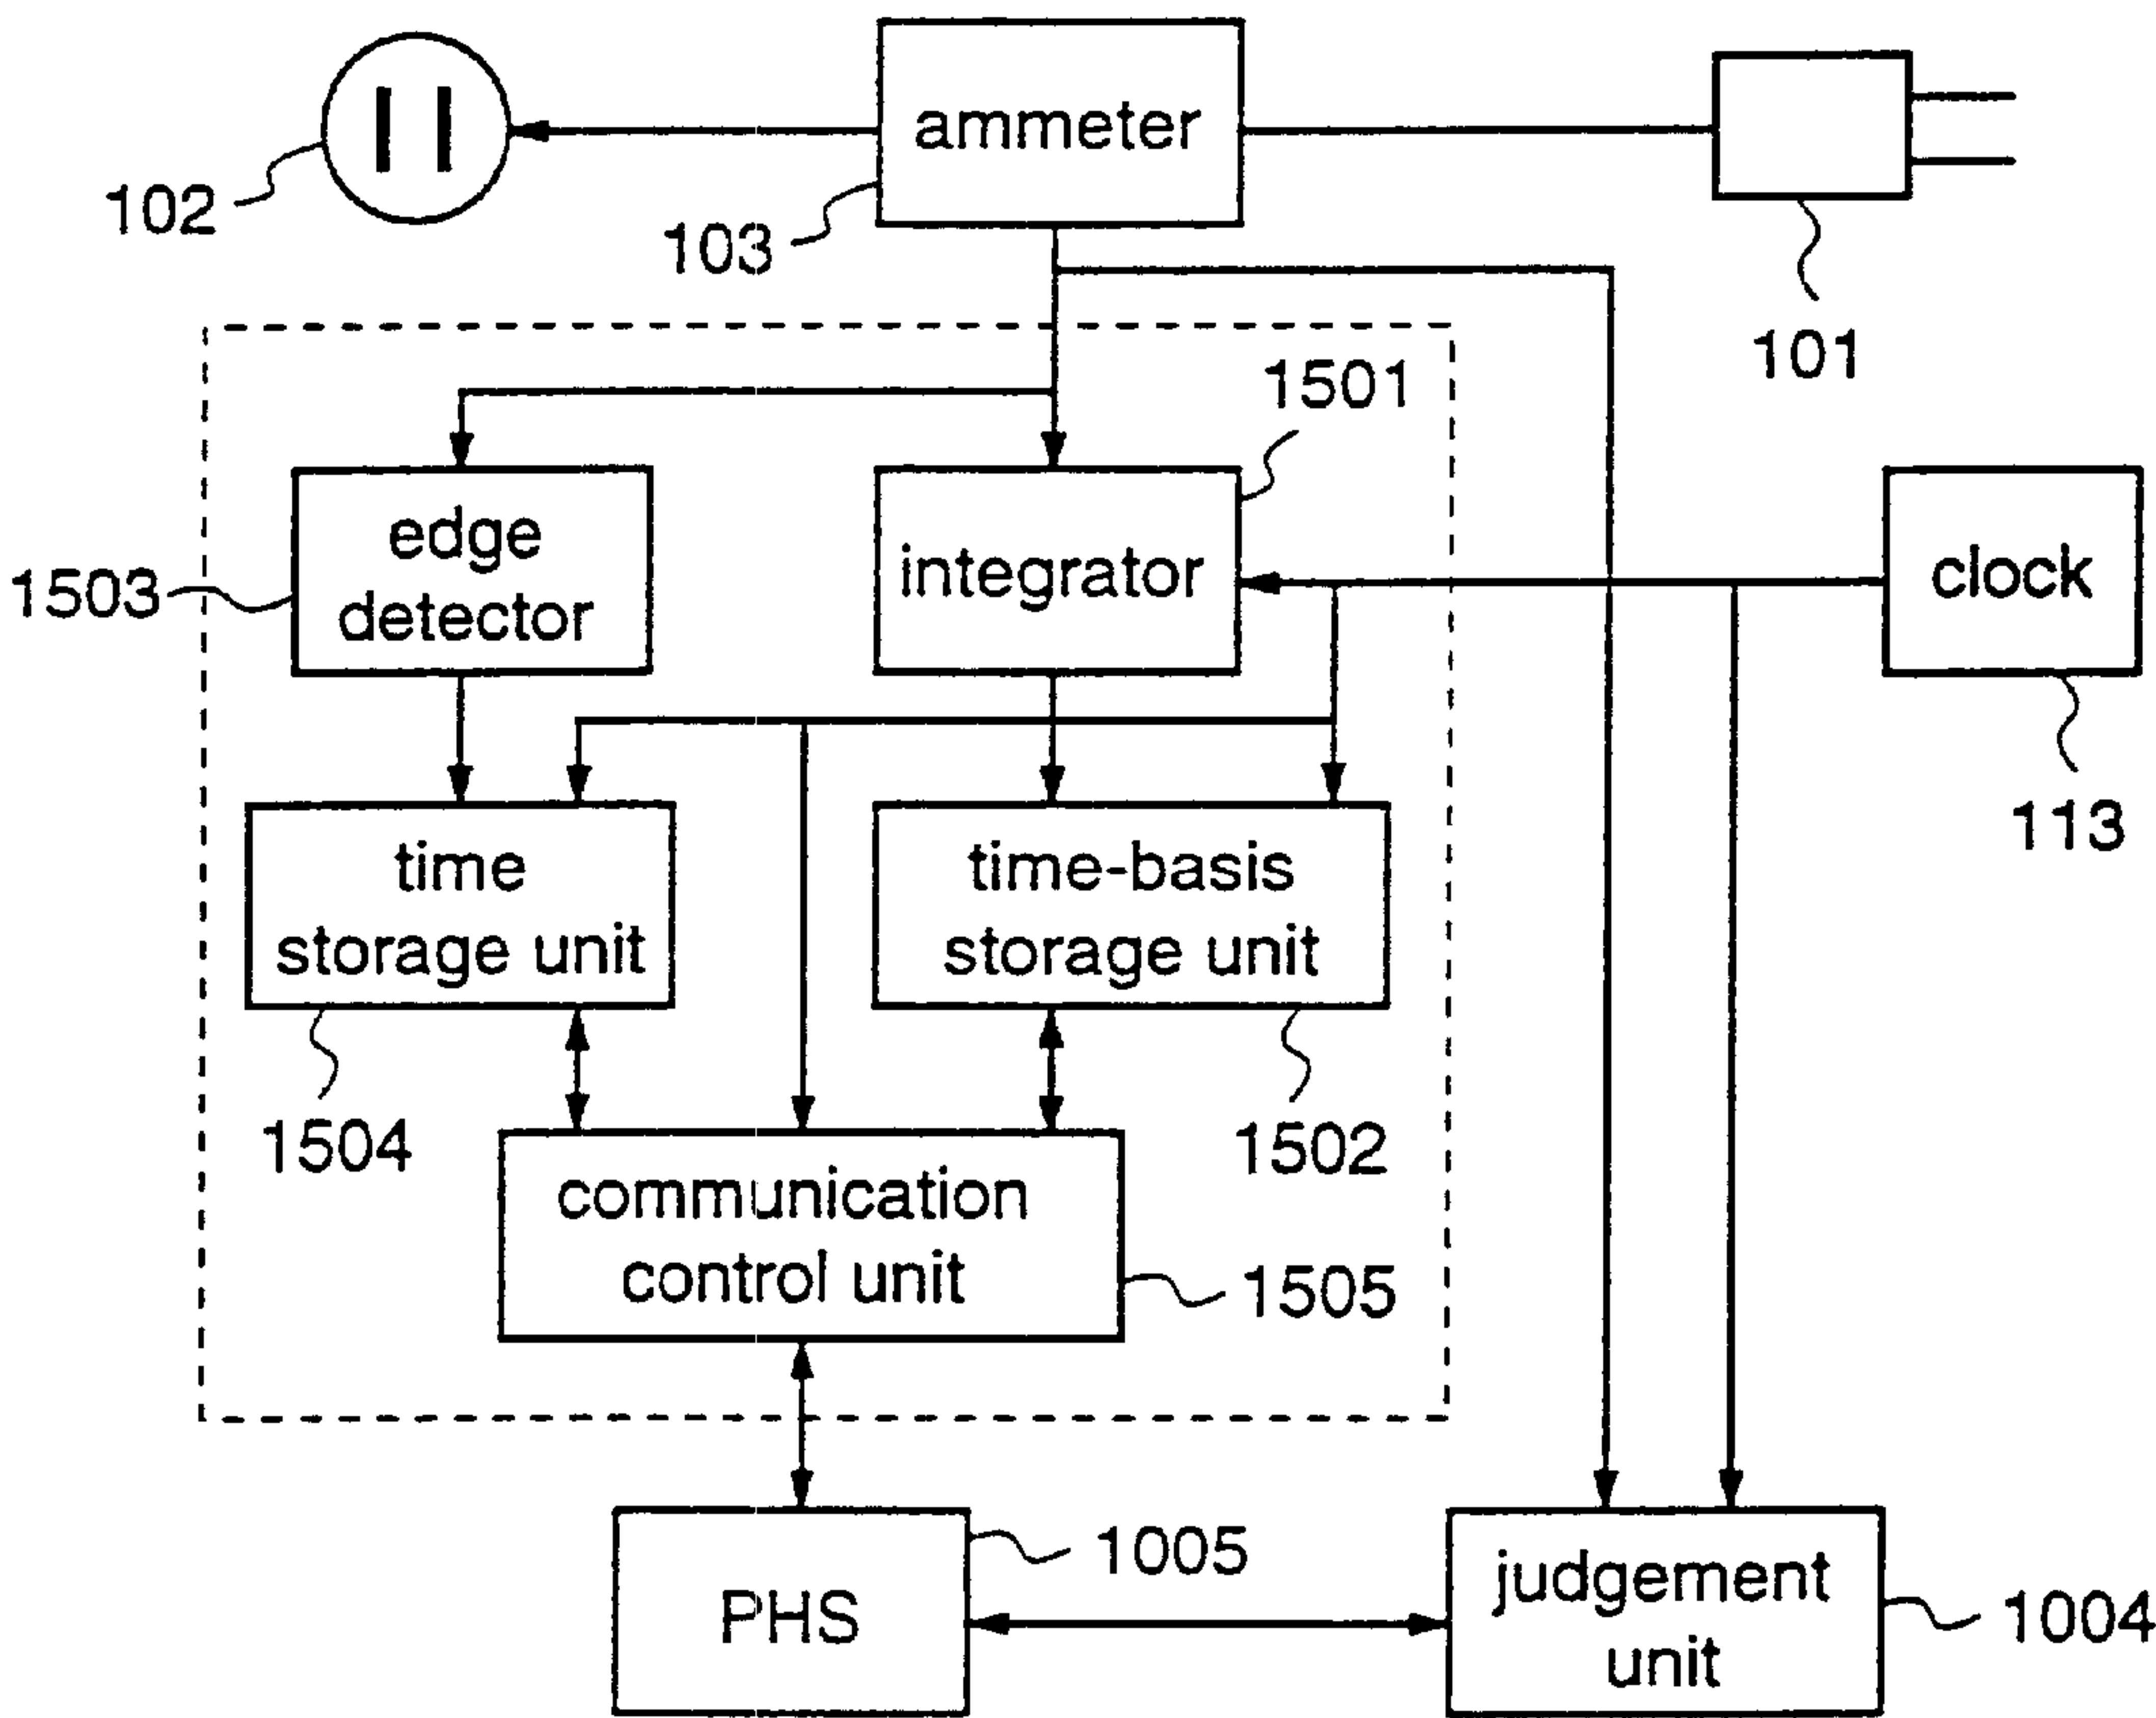 ammeter
102
103
101
1501
edge
detector
integrator
clock
1503
113
time
storage unit
time-basis
storage unit
1504
1502
communication
control unit
1505
1005
PHS
judgement
unit
1004